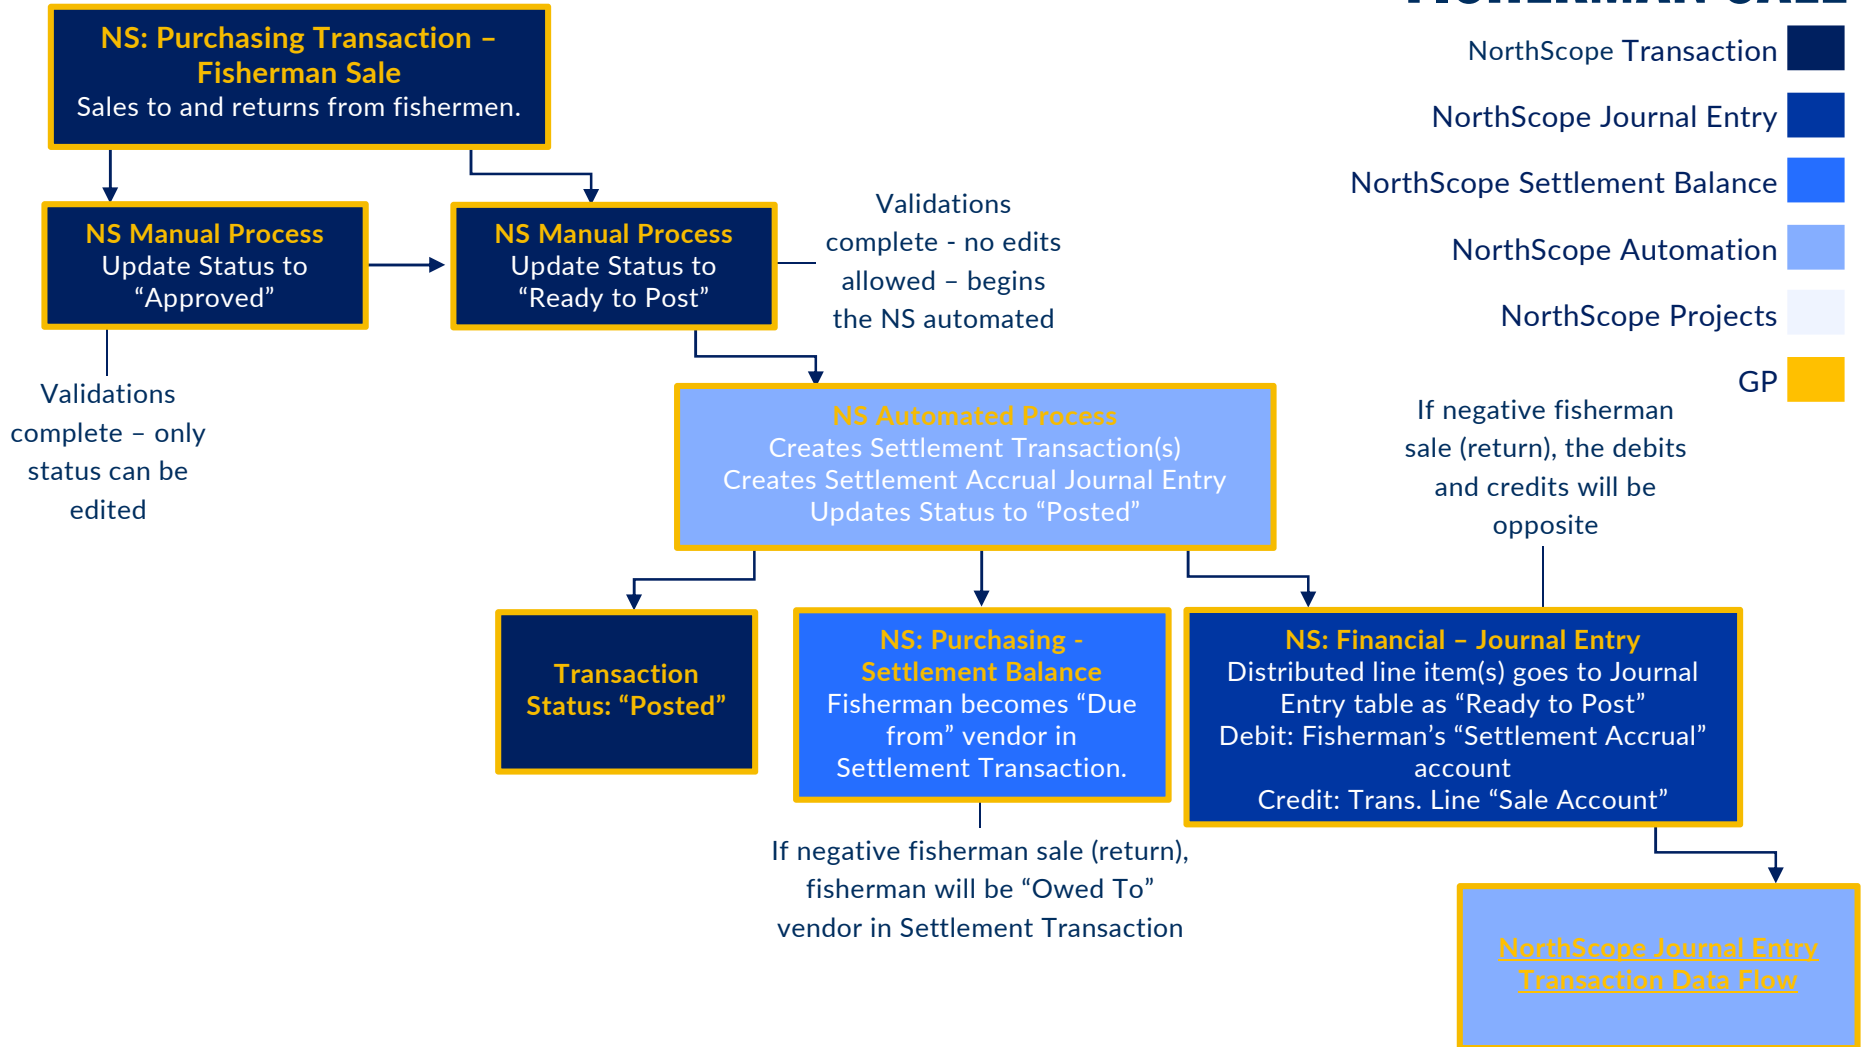 FISHERMAN SALE
NS: Purchasing Transaction –
Fisherman Sale
Sales to and returns from fishermen.
NorthScope Transaction
NorthScope Journal Entry
NorthScope Settlement Balance
NorthScope Automation
NorthScope Projects
GP
NS Manual Process
Update Status to
“Approved”
NS Manual Process
Update Status to
“Ready to Post”
Validations
complete - no edits
allowed – begins
the NS automated
Validations
complete – only
status can be
edited
NS Automated Process
Creates Settlement Transaction(s)
Creates Settlement Accrual Journal Entry
Updates Status to “Posted”
If negative fisherman
sale (return), the debits
and credits will be
opposite
Transaction
Status: “Posted”
NS: Purchasing -
Settlement Balance
Fisherman becomes “Due
from” vendor in
Settlement Transaction.
NS: Financial – Journal Entry
Distributed line item(s) goes to Journal
Entry table as “Ready to Post”
Debit: Fisherman’s “Settlement Accrual”
account
Credit: Trans. Line “Sale Account”
If negative fisherman sale (return),
fisherman will be “Owed To”
vendor in Settlement Transaction
NorthScope Journal Entry
Transaction Data Flow